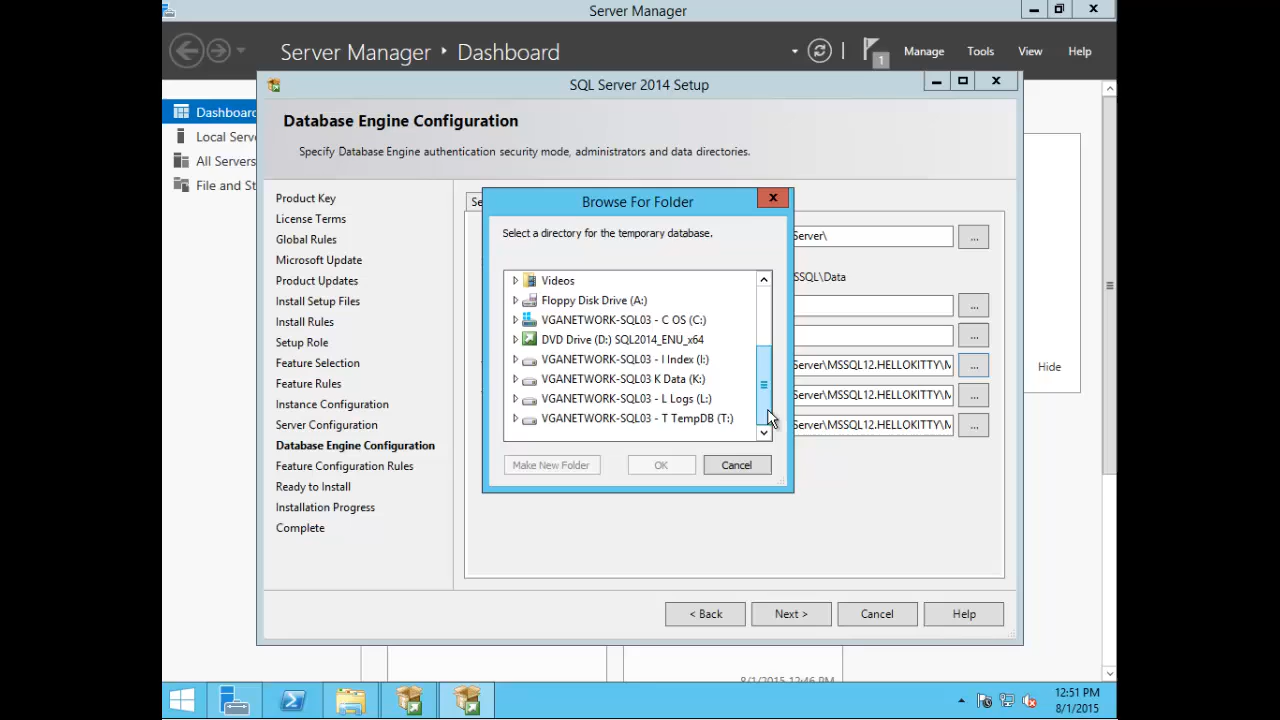 Server Manager
Server Manager • Dashboard
1
Manage
Tools
View
Help
SQL Server 2014 Setup
Dashboard
Local Serve
All Servers
File and St
Database Engine Configuration
Specify Database Engine authentication security mode, administrators and data directories.
Product Key
License Terms
Global Rules
Microsoft Update
Product Updates
Install Setup Files
Install Rules
Setup Role
Feature Selection
Feature Rules
Instance Configuration
Server Configuration
Database Engine Configuration
Feature Configuration Rules
Ready to Install
Installation Progress
Complete
Se
Browse For Folder
Select a directory for the temporary database.
Videos
Floppy Disk Drive (A:)
VGANETWORK-SQL03 - C OS (C:)
DVD Drive (D:) SQL2014_ENU_x64
VGANETWORK-SQL03 - I Index (I:)
VGANETWORK-SQL03 K Data (K:)
VGANETWORK-SQL03 - L Logs (L:)
VGANETWORK-SQL03 - T TempDB (T:)
Make New Folder
OK
Cancel
Server\
...
SSQL\Data
...
...
Server\MSSQL12.HELLOKITTY\M
...
Server\MSSQL12.HELLOKITTY\M
...
Server\MSSQL12.HELLOKITTY\M
...
Hide
< Back
Next >
Cancel
Help
12:51 PM
8/1/2015